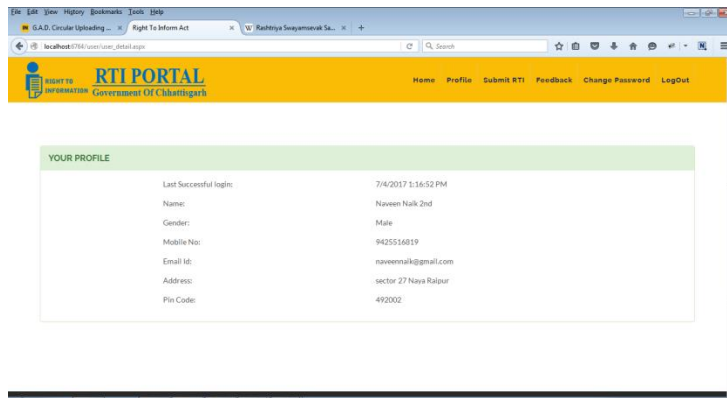 File Edit View History Bookmarks Tools Help
G.A.D. Circular Uploading ... × Right To Inform Act × W Rashtriya Swayamsevak Sa... × +
localhost:6764/user/user_detail.aspx Search
RIGHT TO INFORMATION
RTI PORTAL
Government Of Chhattisgarh
Home Profile Submit RTI Feedback Change Password LogOut
YOUR PROFILE
Last Successful login: 7/4/2017 1:16:52 PM
Name: Naveen Naik 2nd
Gender: Male
Mobile No: 9425516819
Email Id: naveennaik@gmail.com
Address: sector 27 Naya Raipur
Pin Code: 492002